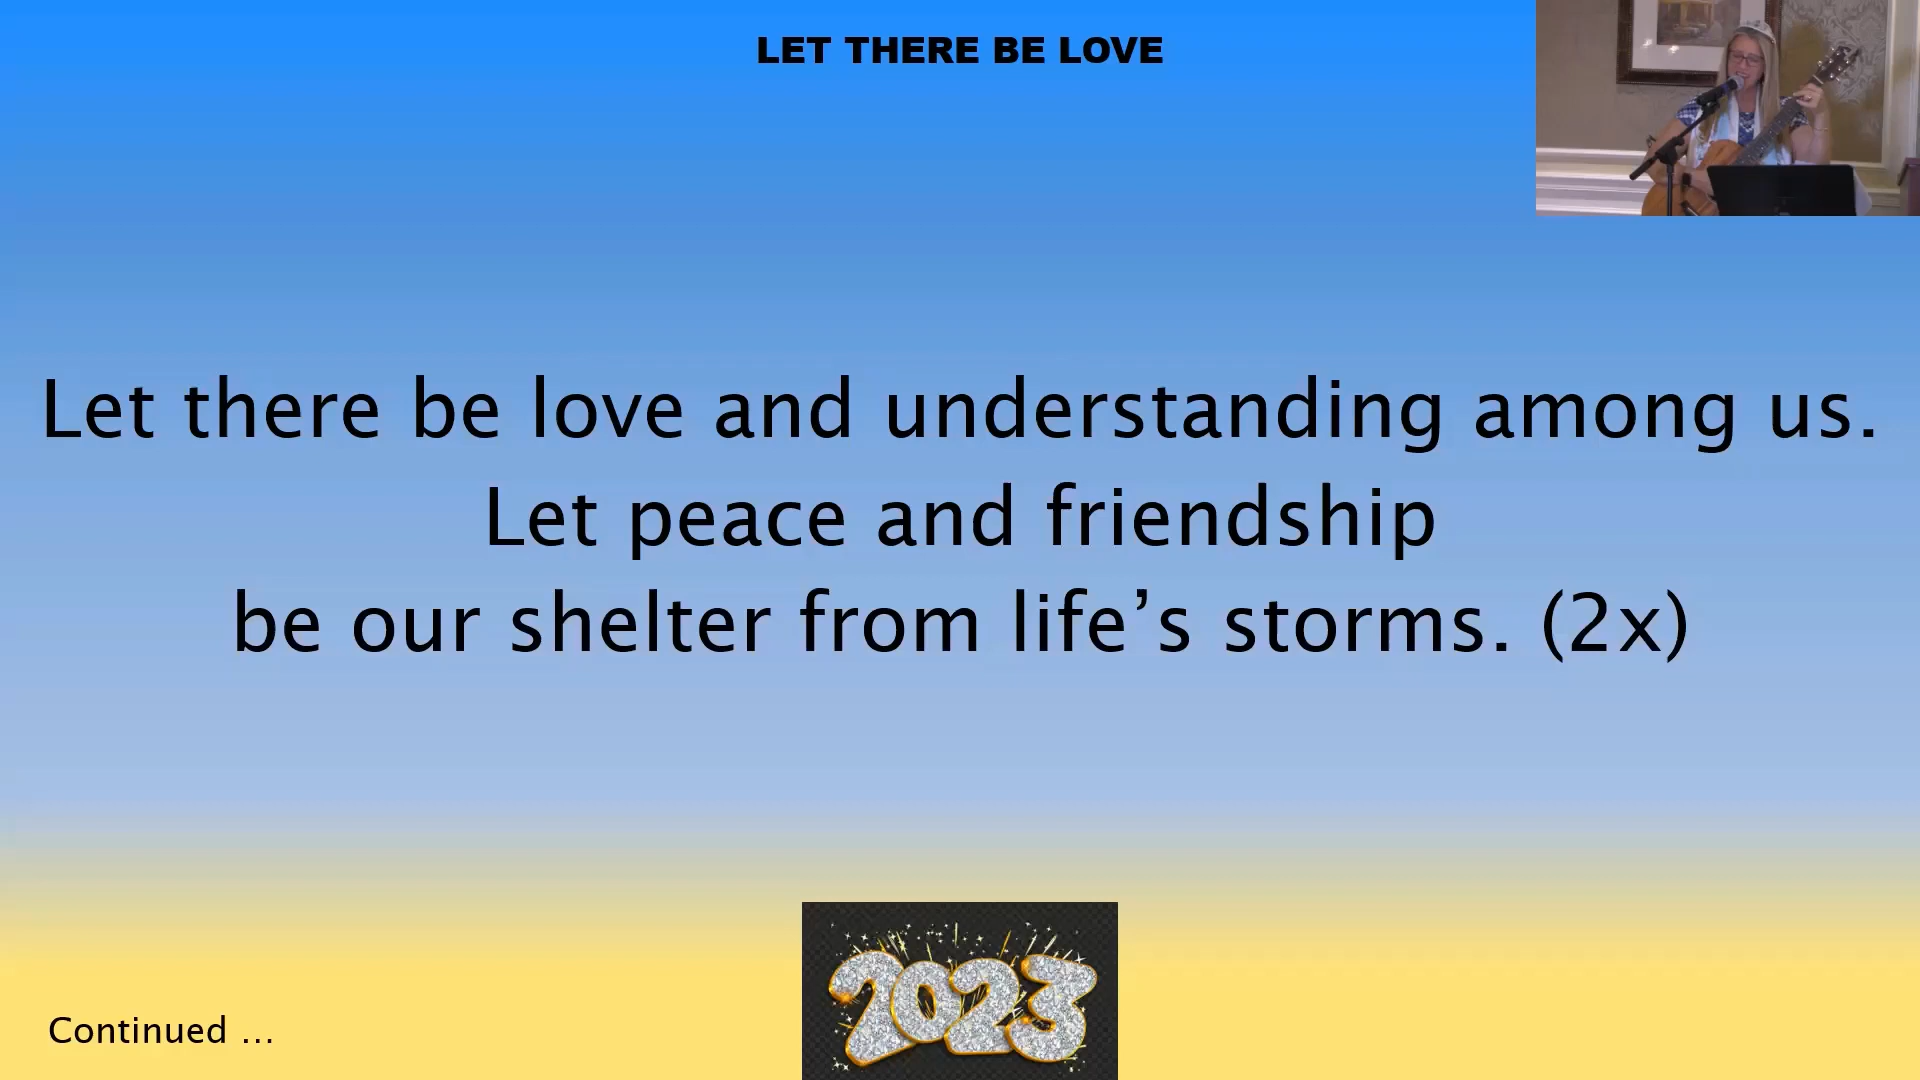 LET THERE BE LOVE
Let there be love and understanding among us.
Let peace and friendship
be our shelter from life’s storms. (2x)
2023
Continued ...